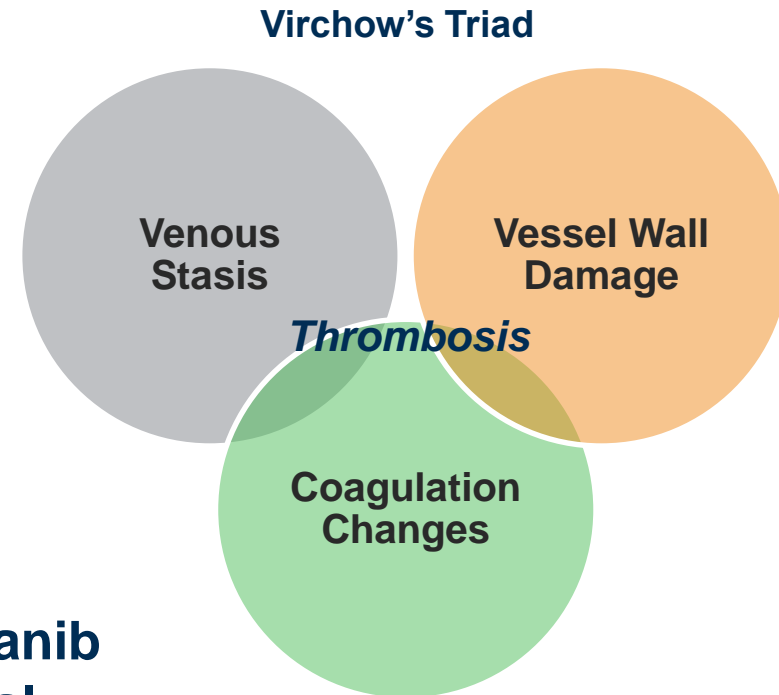 Virchow’s Triad
Venous
Stasis
Vessel Wall
Damage
Thrombosis
Coagulation
Changes
anib